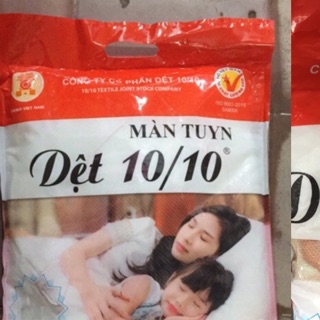 CÔNG TY CỔ PHẦN DỆT 10/10
10/10 TEXTILE JOINT STOCK COMPANY
MÀN TUYN
Dệt 10/10®
C
D